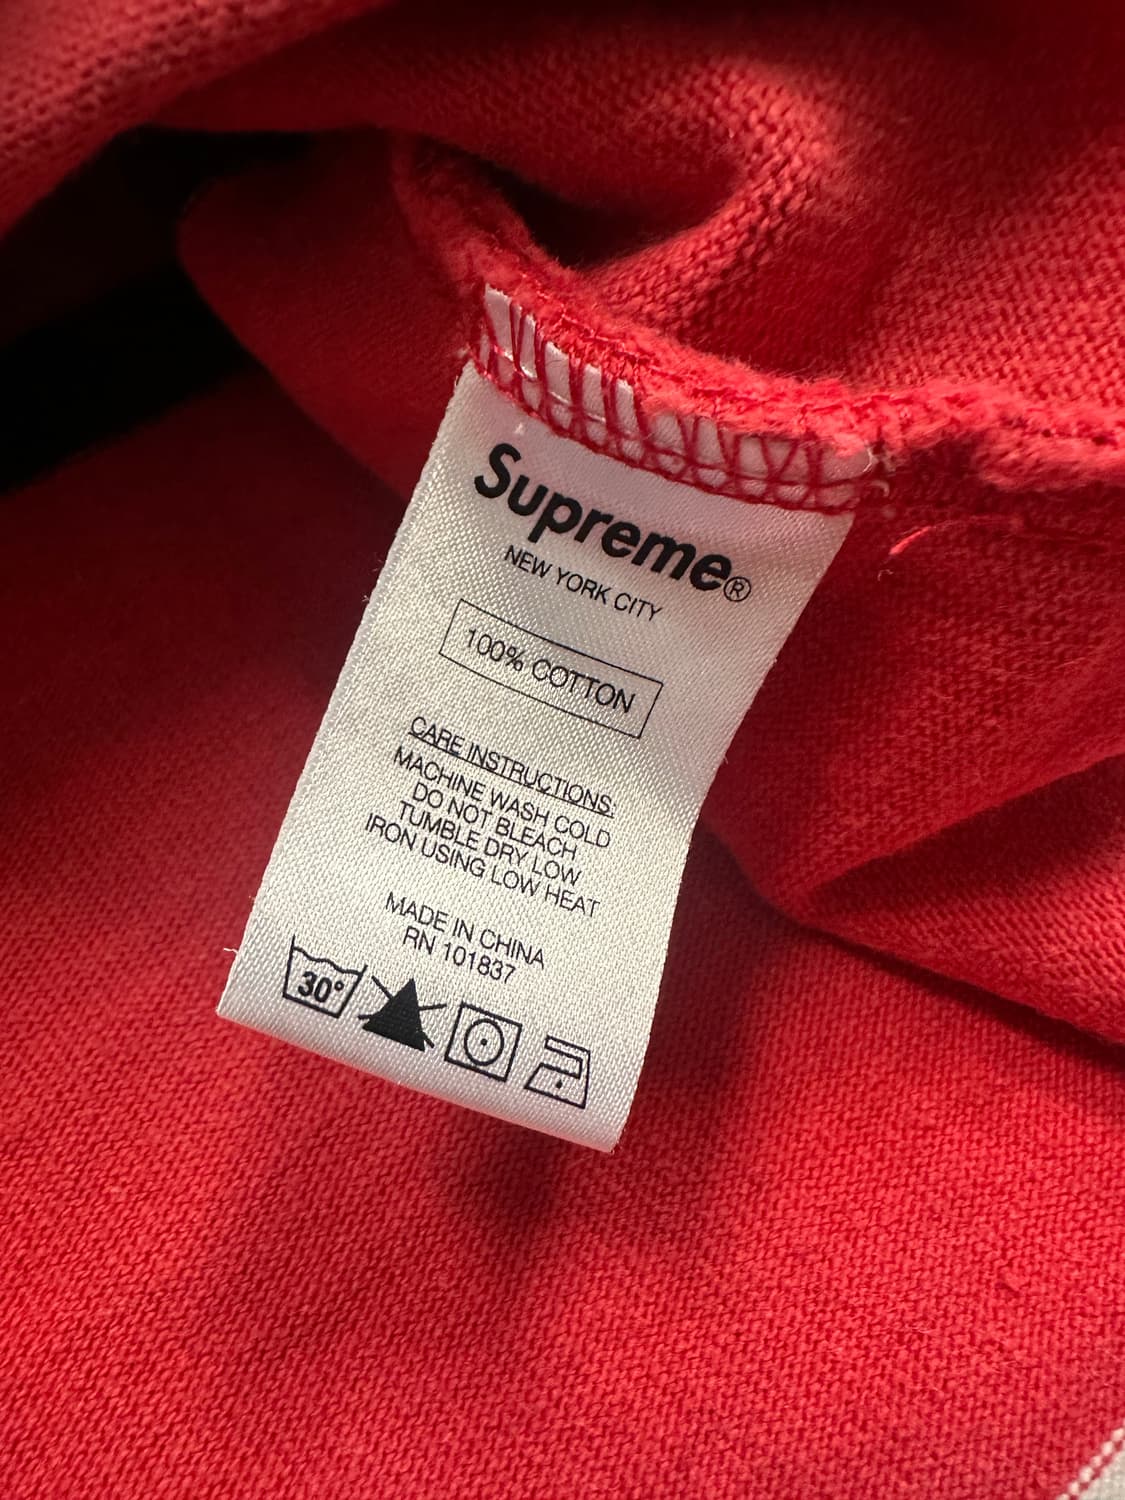 Supreme®
NEW YORK CITY
100% COTTON
CARE INSTRUCTIONS:
MACHINE WASH COLD
DO NOT BLEACH
TUMBLE DRY LOW
IRON USING LOW HEAT
MADE IN CHINA
RN 101837
30°